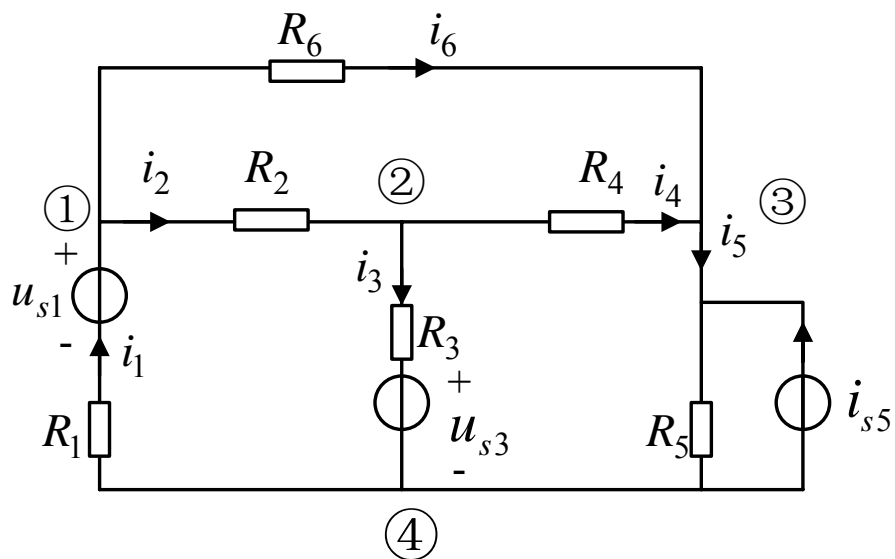 R6 i6
① i2 R2 ② R4 i4 ③
+ i5
us1 i3
- i1 R3 +
R1 us3 R5 is5
-
④